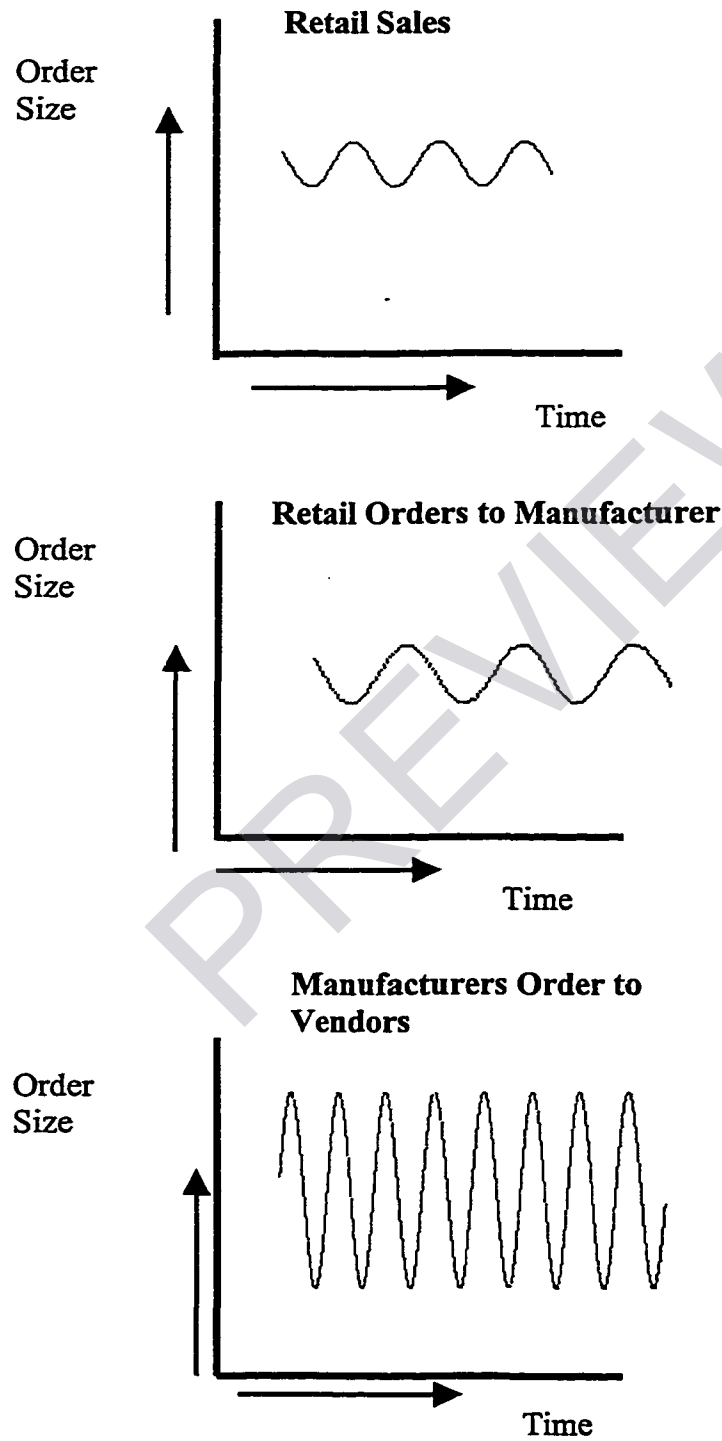 Retail Sales
Order
Size
Time
Retail Orders to Manufacturer
Order
Size
Time
Manufacturers Order to
Vendors
Order
Size
Time
PREVIEW